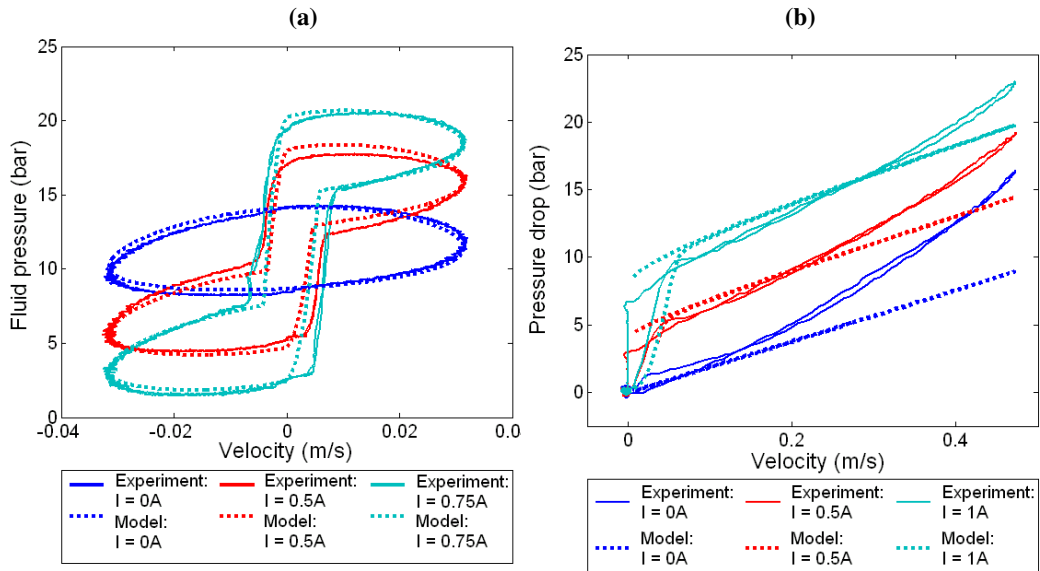 (a)
25
20
15
10
5
0
Fluid pressure (bar)
-0.04
-0.02
0
0.02
0.0
Velocity (m/s)
Experiment: I = 0A
Experiment: I = 0.5A
Experiment: I = 0.75A
Model: I = 0A
Model: I = 0.5A
Model: I = 0.75A
(b)
25
20
15
10
5
0
Pressure drop (bar)
0
0.2
0.4
Velocity (m/s)
Experiment: I = 0A
Experiment: I = 0.5A
Experiment: I = 1A
Model: I = 0A
Model: I = 0.5A
Model: I = 1A